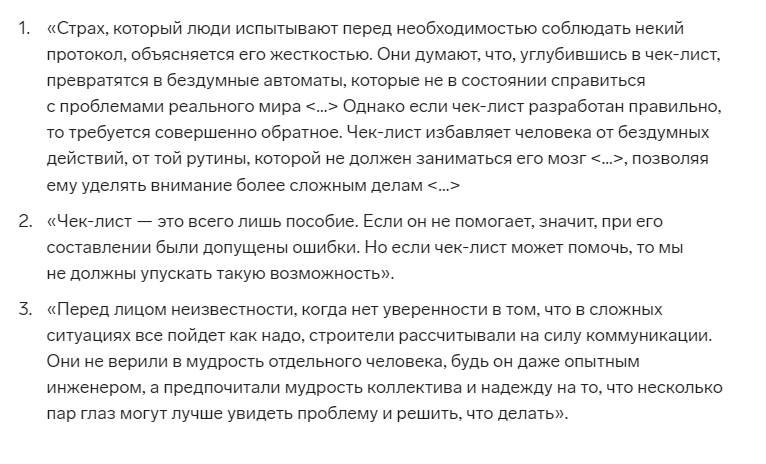 1. «Страх, который люди испытывают перед необходимостью соблюдать некий
протокол, объясняется его жесткостью. Они думают, что, углубившись в чек-лист,
превратятся в бездумные автоматы, которые не в состоянии справиться
с проблемами реального мира <...> Однако если чек-лист разработан правильно,
то требуется совершенно обратное. Чек-лист избавляет человека от бездумных
действий, от той рутины, которой не должен заниматься его мозг <...>, позволяя
ему уделять внимание более сложным делам <...>
2. «Чек-лист — это всего лишь пособие. Если он не помогает, значит, при его
составлении были допущены ошибки. Но если чек-лист может помочь, то мы
не должны упускать такую возможность».
3. «Перед лицом неизвестности, когда нет уверенности в том, что в сложных
ситуациях все пойдет как надо, строители рассчитывали на силу коммуникации.
Они не верили в мудрость отдельного человека, будь он даже опытным
инженером, а предпочитали мудрость коллектива и надежду на то, что несколько
пар глаз могут лучше увидеть проблему и решить, что делать».